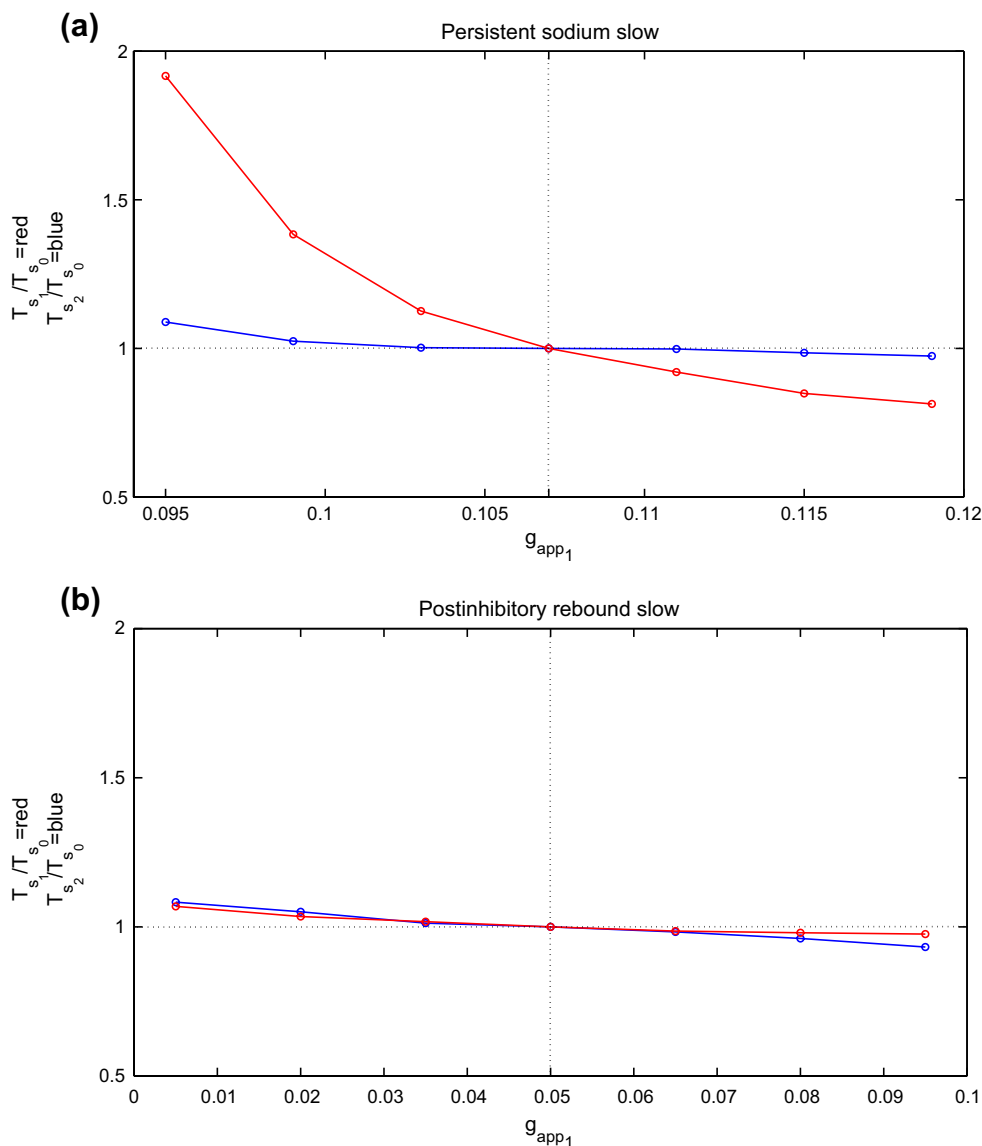 (a)
Persistent sodium slow
2
1.5
1
0.5
T_s1/T_s0=red
T_s2/T_s0=blue
0.095 0.1 0.105 0.11 0.115 0.12
g_app1
(b)
Postinhibitory rebound slow
2
1.5
1
0.5
T_s1/T_s0=red
T_s2/T_s0=blue
0 0.01 0.02 0.03 0.04 0.05 0.06 0.07 0.08 0.09 0.1
g_app1